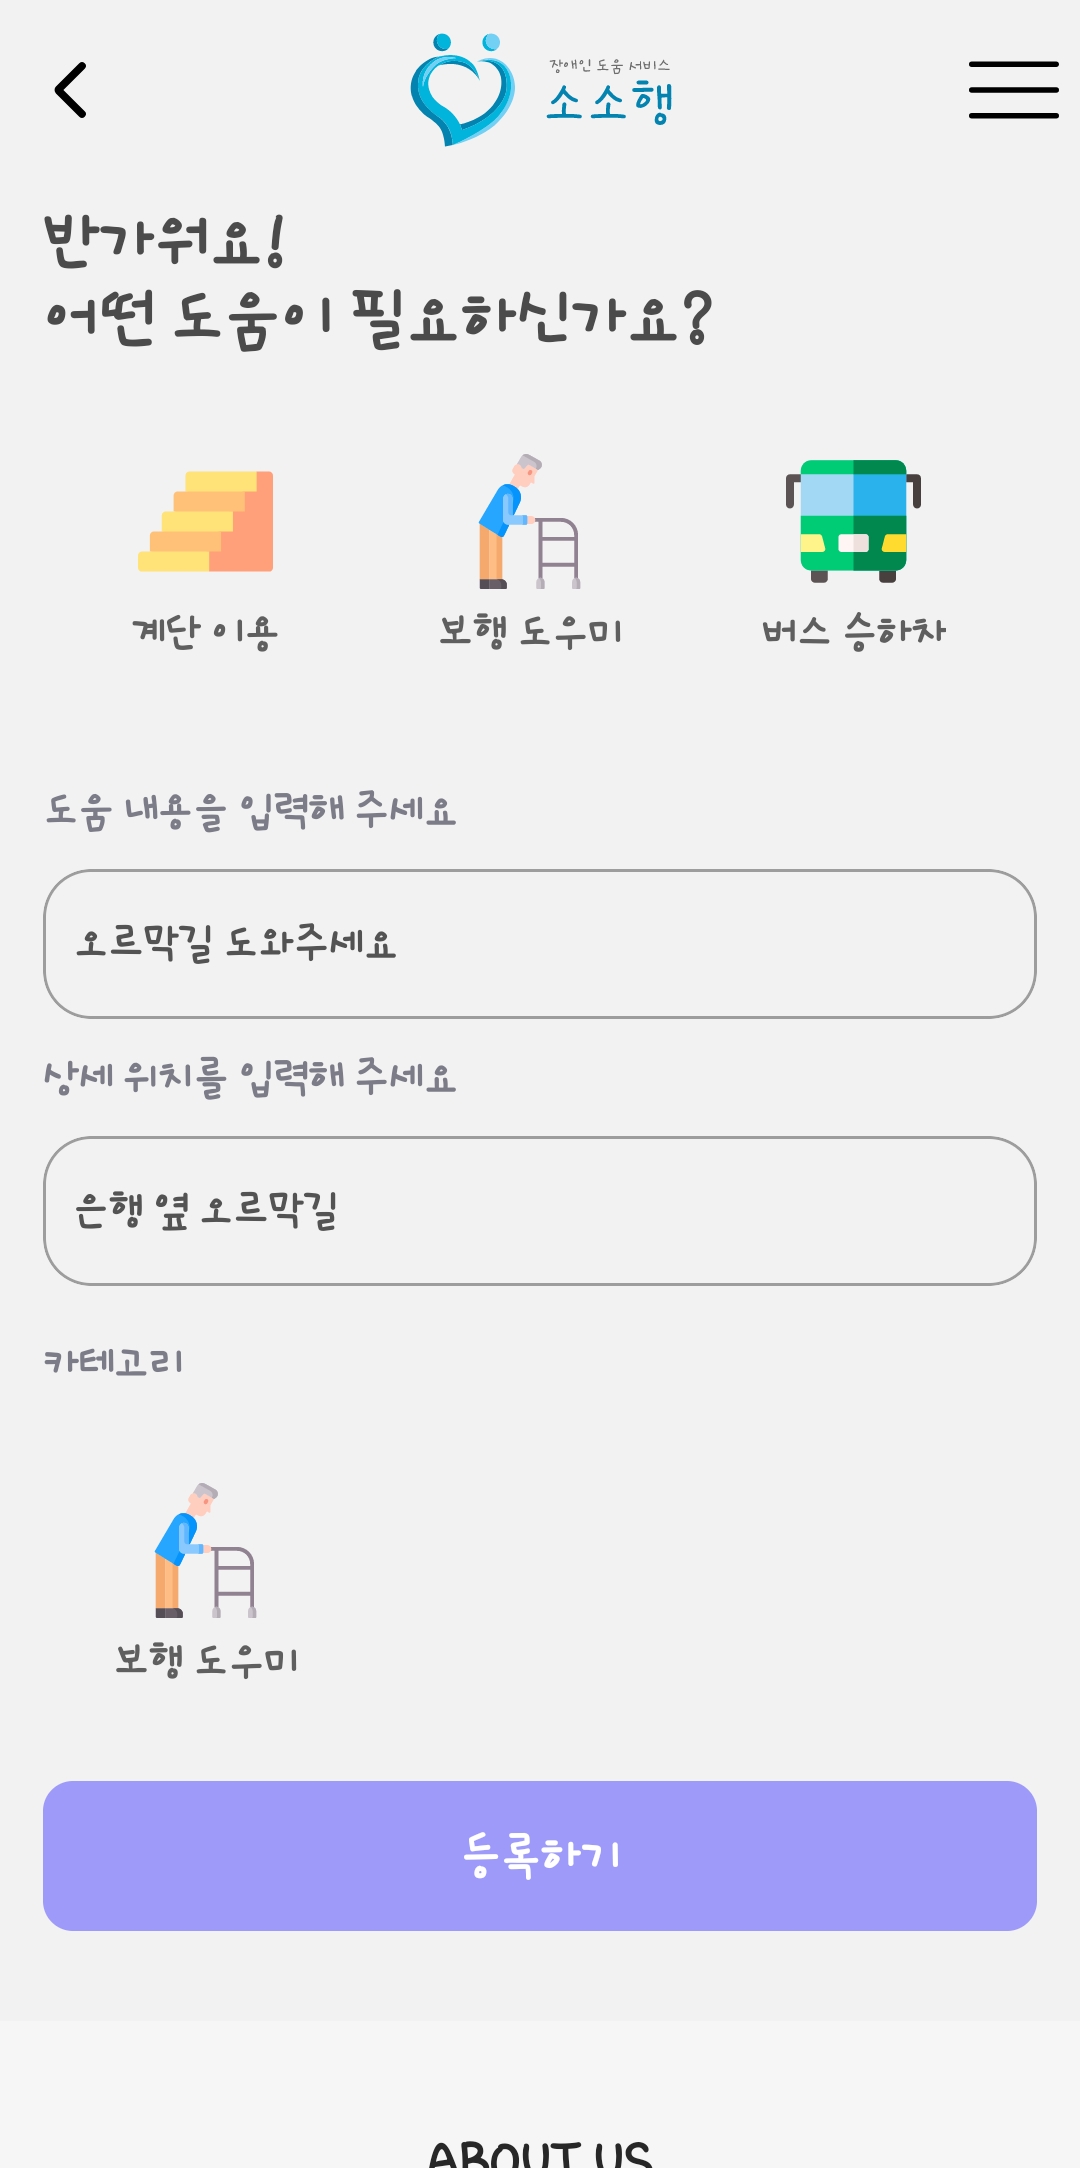 장애인 도움 서비스
소소행
반가워요!
어떤 도움이 필요하신가요?
계단 이용
보행 도우미
버스 승하차
도움 내용을 입력해 주세요
오르막길 도와주세요
상세 위치를 입력해 주세요
은행 옆 오르막길
카테고리
보행 도우미
등록하기
ABOUT US